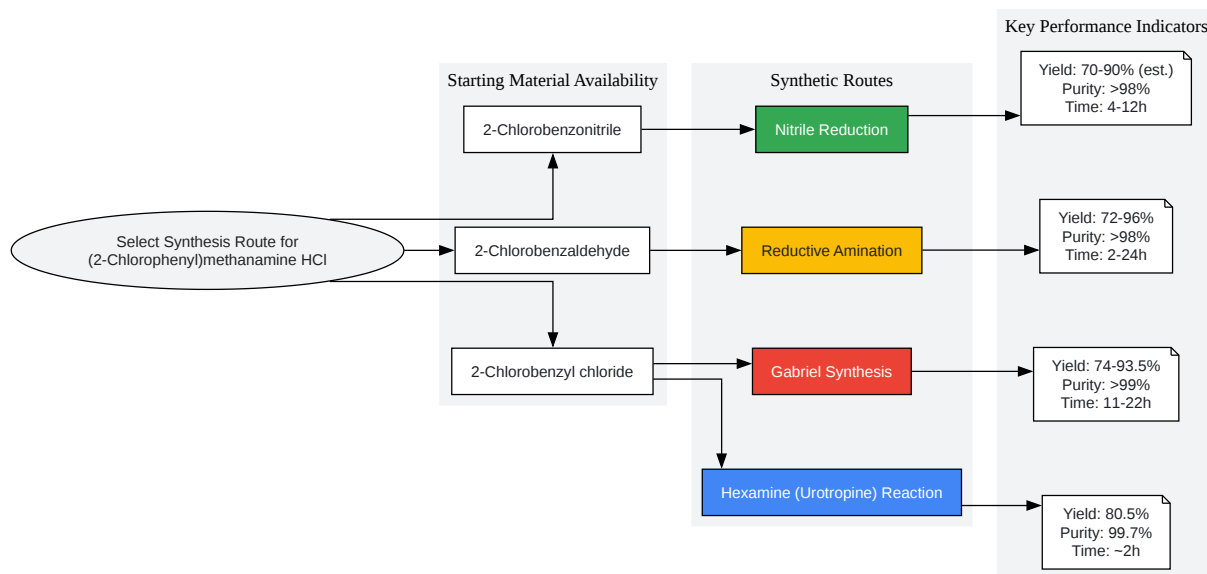 Key Performance Indicators
Starting Material Availability
Synthetic Routes
Select Synthesis Route for
(2-Chlorophenyl)methanamine HCl
2-Chlorobenzonitrile
Nitrile Reduction
Yield: 70-90% (est.)
Purity: >98%
Time: 4-12h
2-Chlorobenzaldehyde
Reductive Amination
Yield: 72-96%
Purity: >98%
Time: 2-24h
2-Chlorobenzyl chloride
Gabriel Synthesis
Yield: 74-93.5%
Purity: >99%
Time: 11-22h
Hexamine (Urotropine) Reaction
Yield: 80.5%
Purity: 99.7%
Time: ~2h